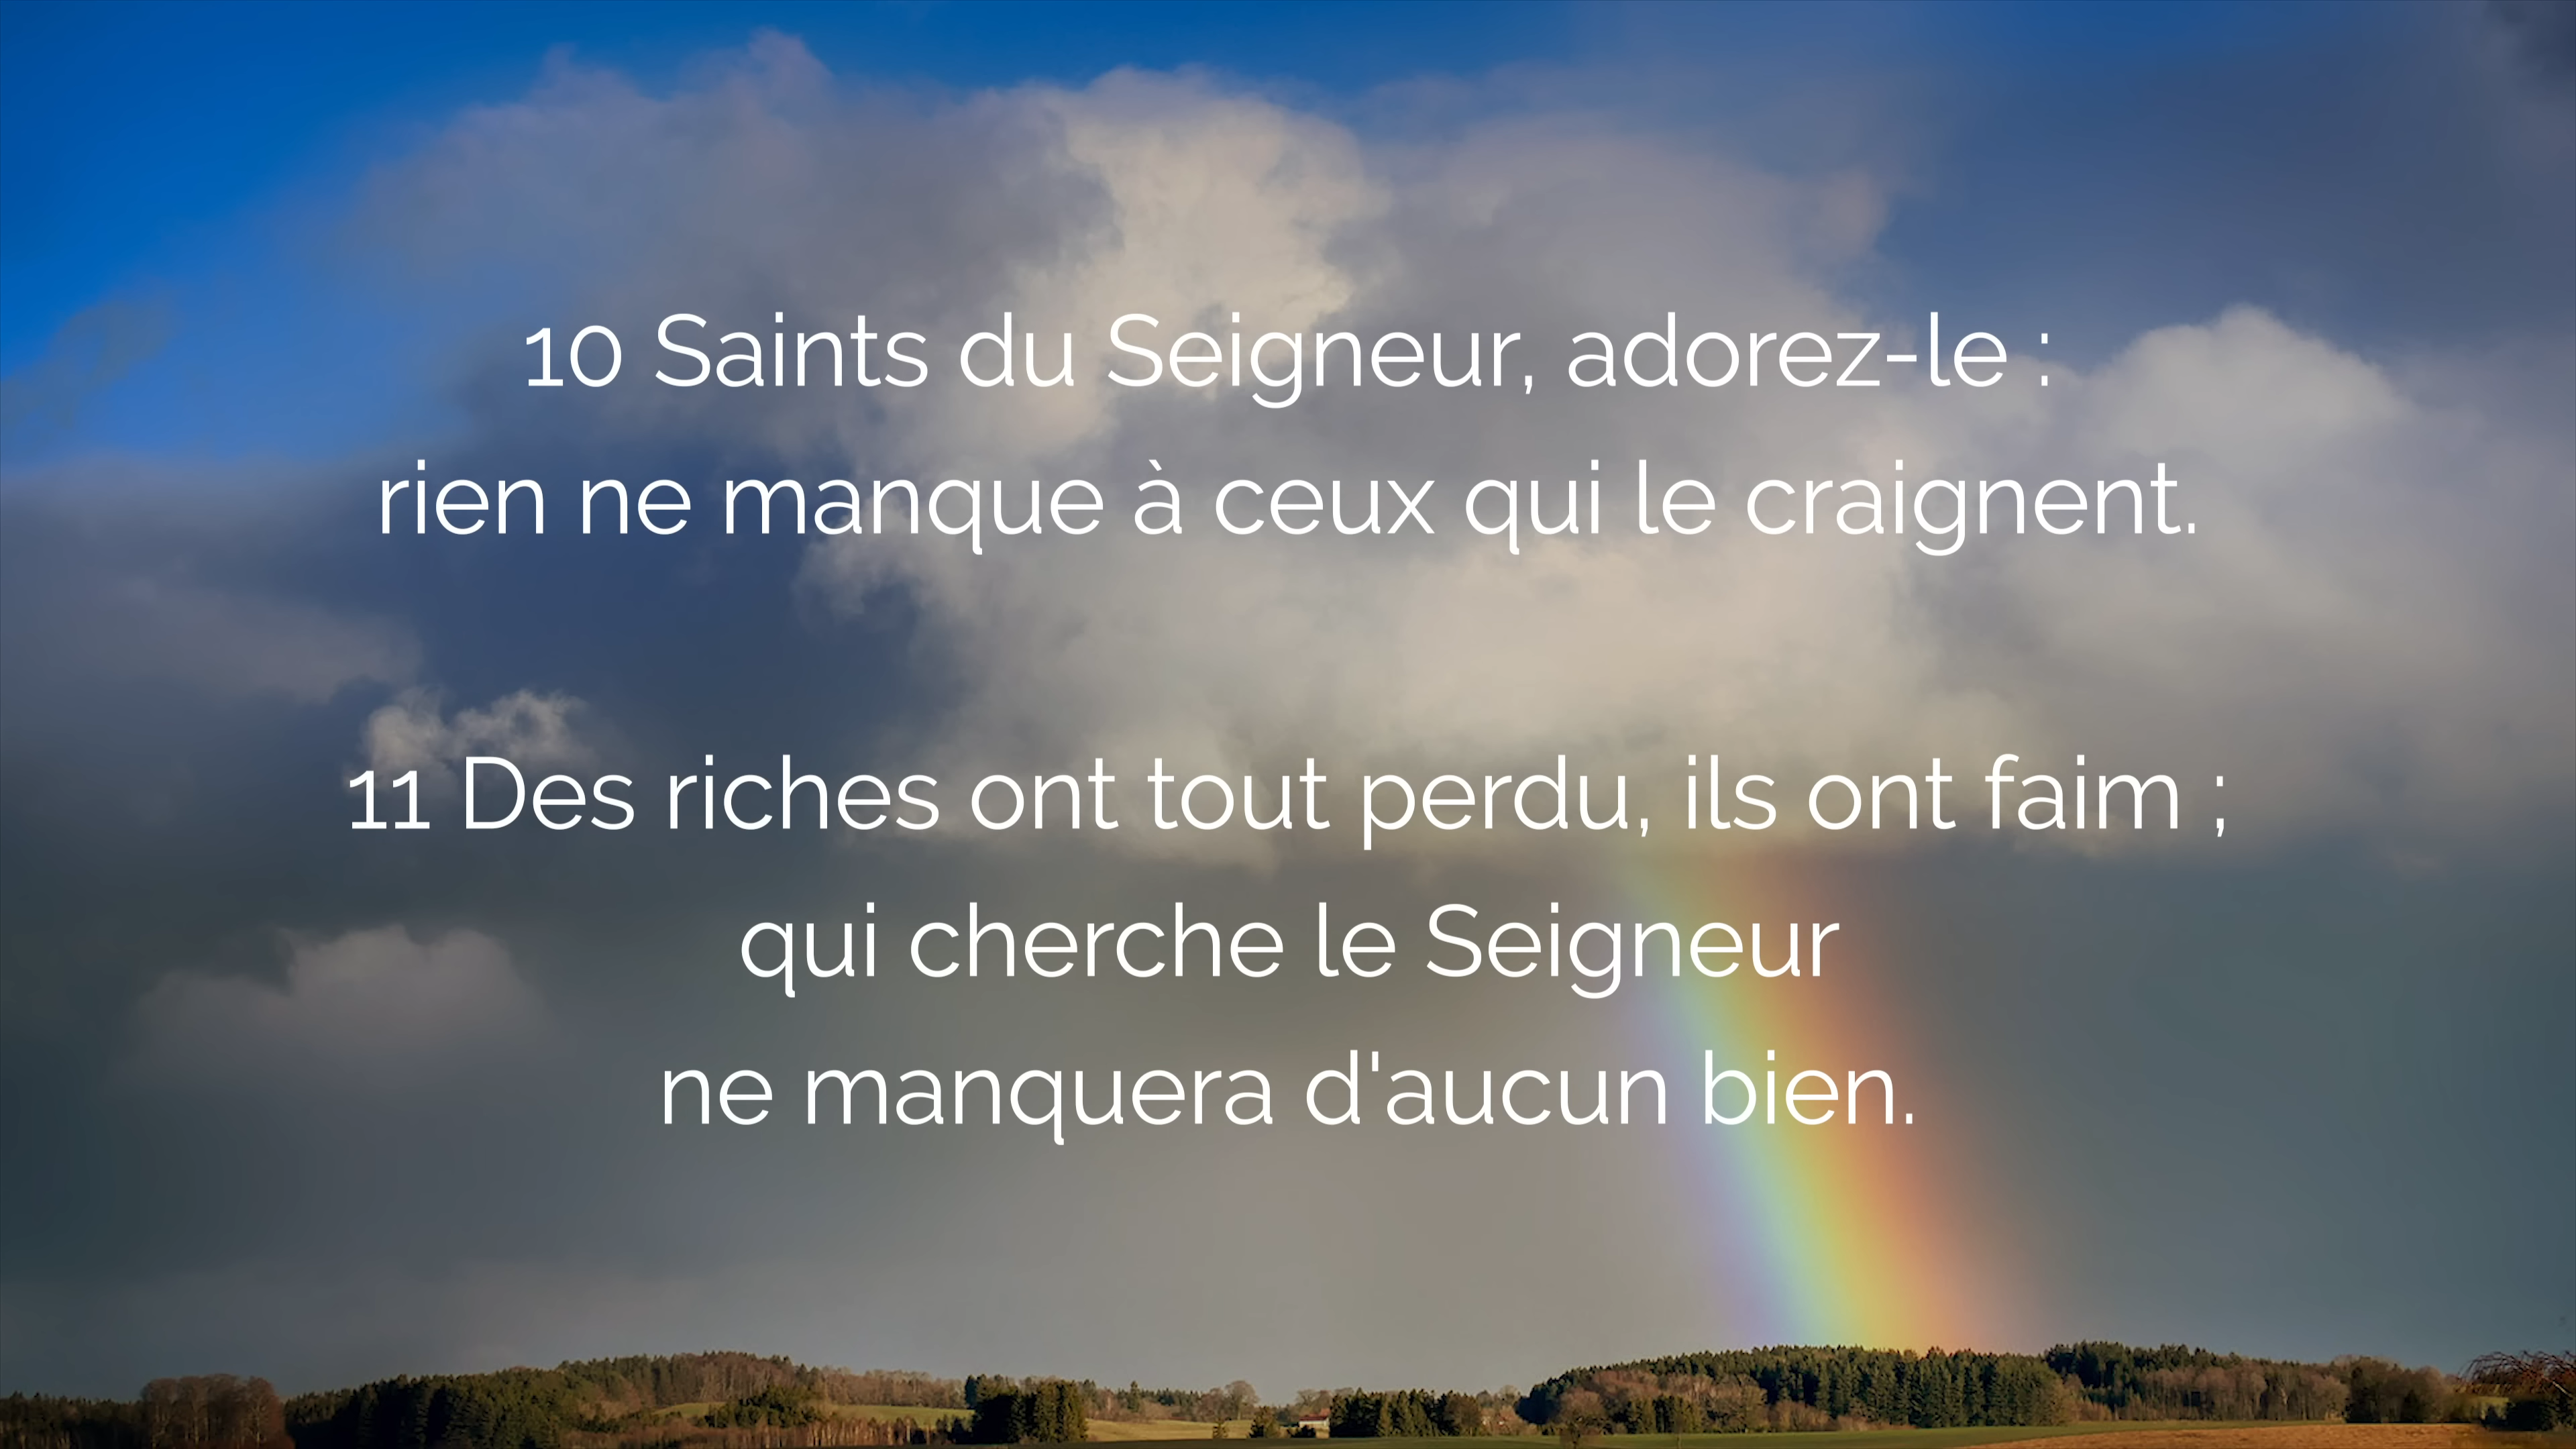 10 Saints du Seigneur, adorez-le :
rien ne manque à ceux qui le craignent.
11 Des riches ont tout perdu, ils ont faim ;
qui cherche le Seigneur
ne manquera d'aucun bien.